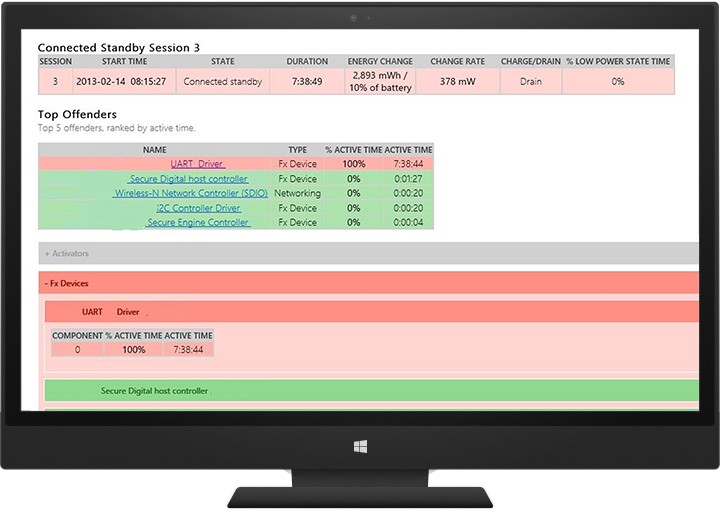 Connected Standby Session 3
SESSION START TIME STATE DURATION ENERGY CHANGE CHANGE RATE CHARGE/DRAIN % LOW POWER STATE TIME
3 2013-02-14 08:15:27 Connected standby 7:38:49 2,893 mWh / 10% of battery 378 mW Drain 0%
Top Offenders
Top 5 offenders, ranked by active time.
NAME TYPE % ACTIVE TIME ACTIVE TIME
UART Driver Fx Device 100% 7:38:44
Secure Digital host controller Fx Device 0% 0:01:27
Wireless-N Network Controller (SDIO) Networking 0% 0:00:20
I2C Controller Driver Fx Device 0% 0:00:20
Secure Engine Controller Fx Device 0% 0:00:04
+ Activators
- Fx Devices
UART Driver
COMPONENT % ACTIVE TIME ACTIVE TIME
0 100% 7:38:44
Secure Digital host controller